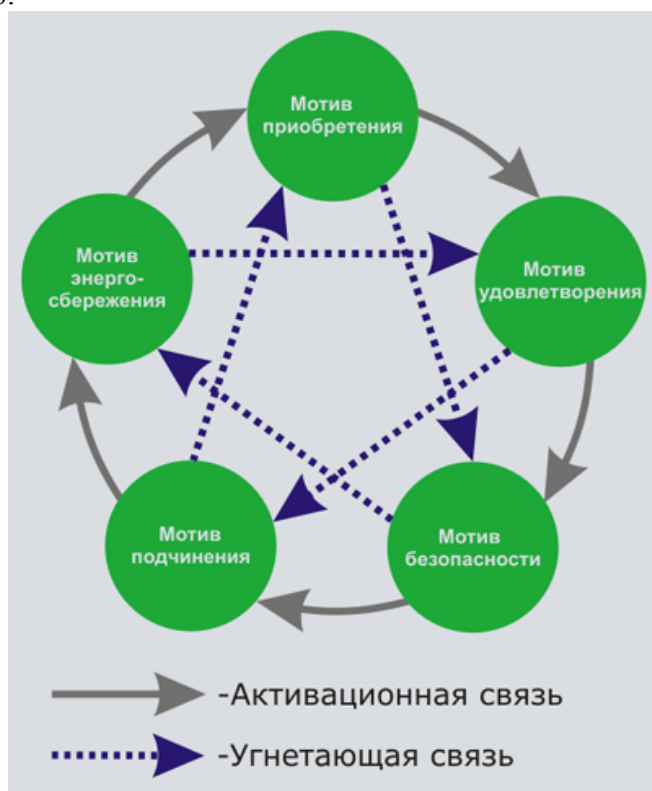 Мотив
приобретения
Мотив
энерго-
сбережения
Мотив
удовлетворения
Мотив
подчинения
Мотив
безопасности
-Активационная связь
-Угнетающая связь